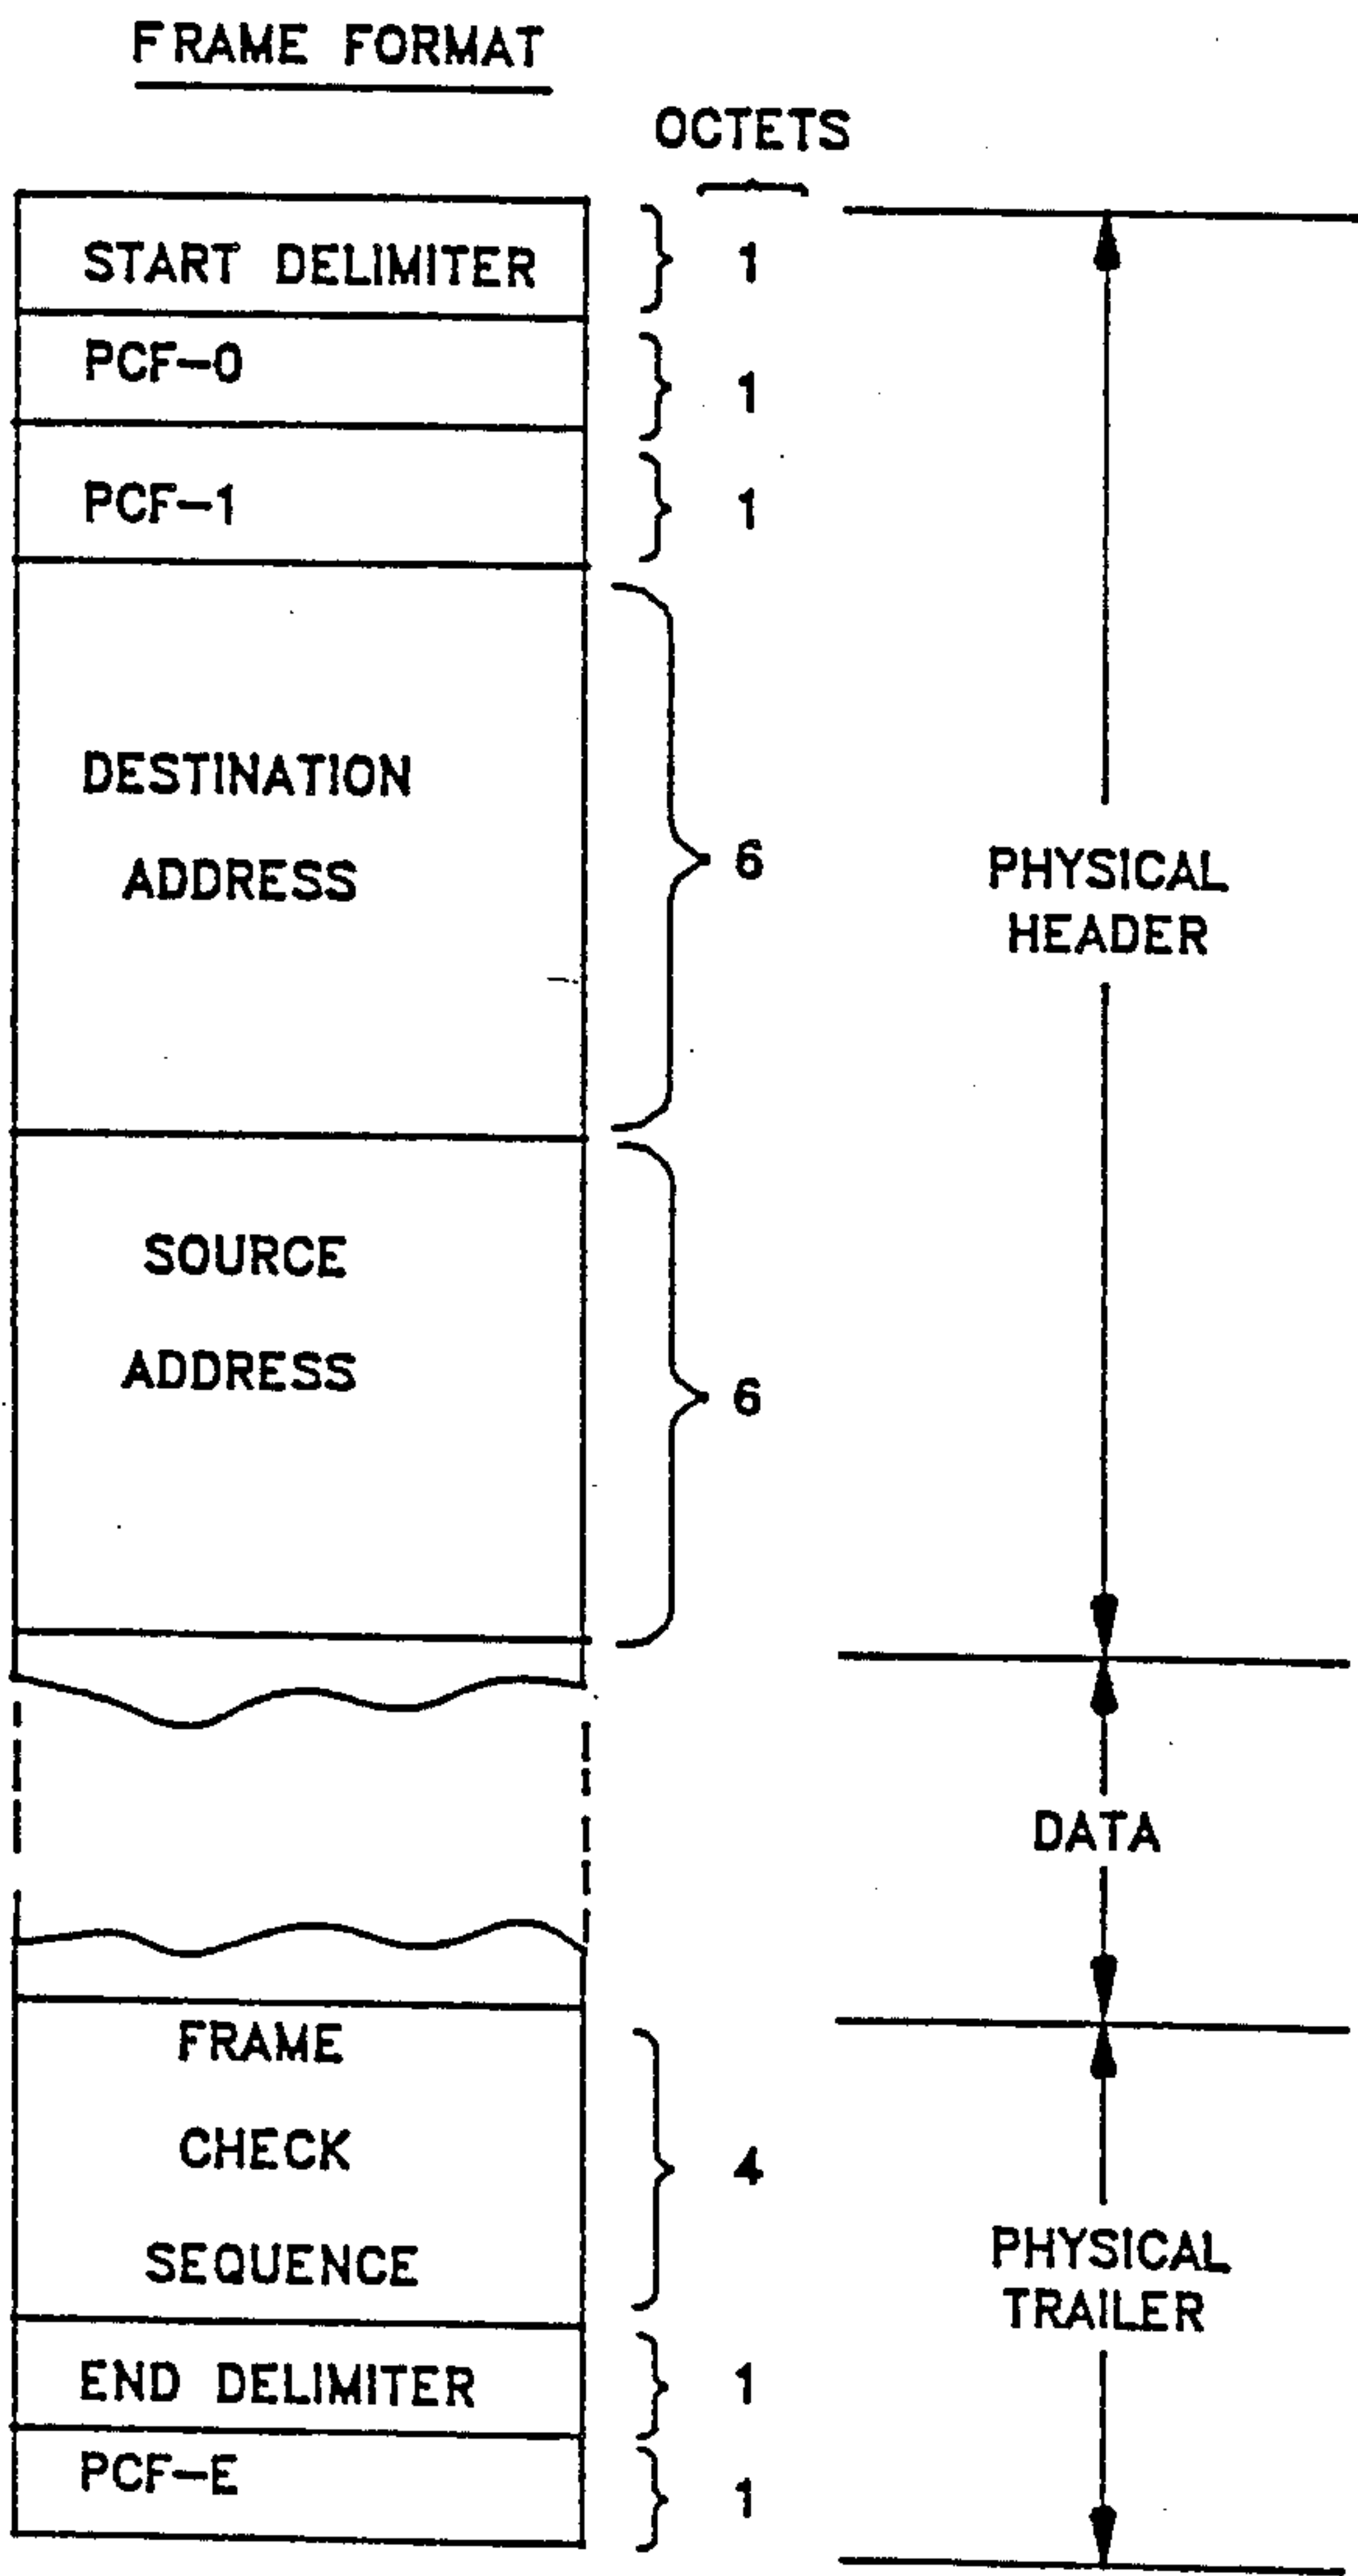 FRAME FORMAT
OCTETS
START DELIMITER 1
PCF-0 1
PCF-1 1
DESTINATION
ADDRESS
6
SOURCE
ADDRESS
6
PHYSICAL
HEADER
DATA
FRAME
CHECK
SEQUENCE
4
END DELIMITER 1
PCF-E 1
PHYSICAL
TRAILER